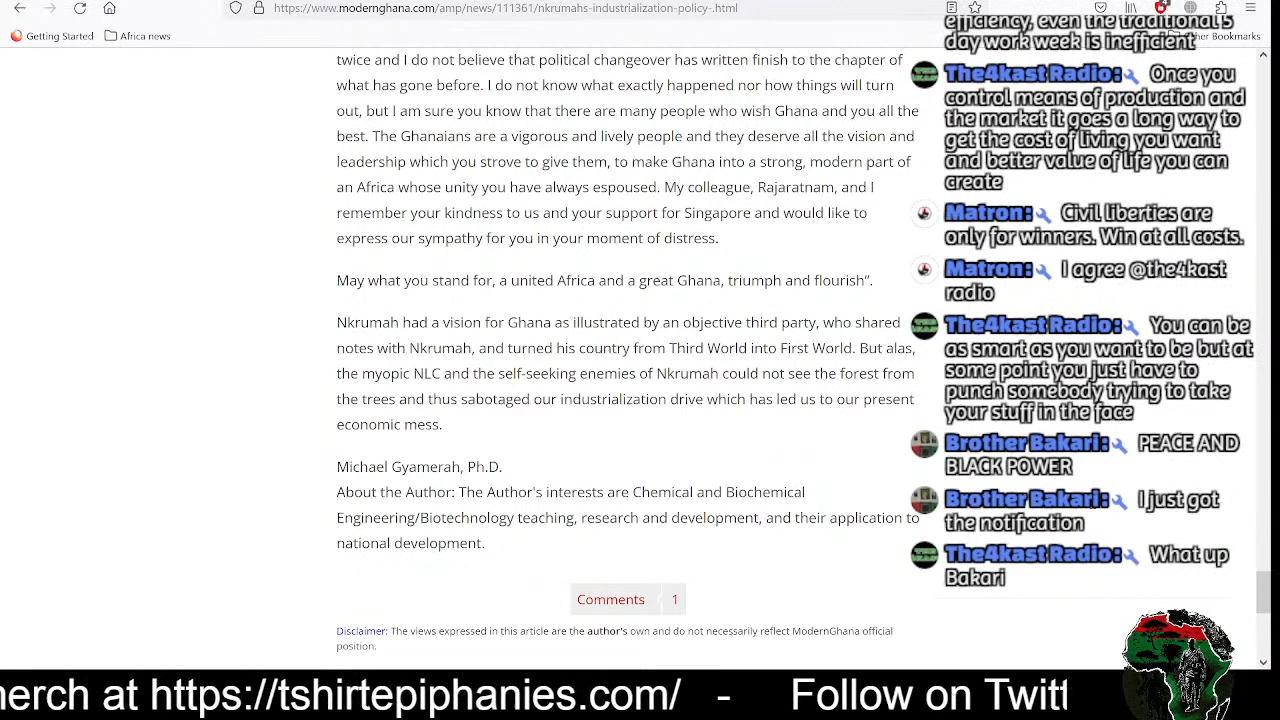 https://www.modernghana.com/amp/news/111361/nkrumahs-industrialization-policy-.html
4
Getting Started
Africa news
Other Bookmarks
twice and I do not believe that political changeover has written finish to the chapter of
what has gone before. I do not know what exactly happened nor how things will turn
out, but I am sure you know that there are many people who wish Ghana and you all the
best. The Ghanaians are a vigorous and lively people and they deserve all the vision and
leadership which you strove to give them, to make Ghana into a strong, modern part of
an Africa whose unity you have always espoused. My colleague, Rajaratnam, and I
remember your kindness to us and your support for Singapore and would like to
express our sympathy for you in your moment of distress.
May what you stand for, a united Africa and a great Ghana, triumph and flourish”.
Nkrumah had a vision for Ghana as illustrated by an objective third party, who shared
notes with Nkrumah, and turned his country from Third World into First World. But alas,
the myopic NLC and the self-seeking enemies of Nkrumah could not see the forest from
the trees and thus sabotaged our industrialization drive which has led us to our present
economic mess.
Michael Gyamerah, Ph.D.
About the Author: The Author's interests are Chemical and Biochemical
Engineering/Biotechnology teaching, research and development, and their application to
national development.
Comments 1
Disclaimer: The views expressed in this article are the author's own and do not necessarily reflect ModernGhana official
position.
efficiency, even the traditional 5
day work week is inefficient
The4kast Radio: Once you
control means of production and
the market it goes a long way to
get the cost of living you want
and better value of life you can
create
Matron: Civil liberties are
only for winners. Win at all costs.
Matron: I agree @the4kast
radio
The4kast Radio: You can be
as smart as you want to be but at
some point you just have to
punch somebody trying to take
your stuff in the face
Brother Bakari: PEACE AND
BLACK POWER
Brother Bakari: I just got
the notification
The4kast Radio: What up
Bakari
nerch at https://tshirtepiphanies.com/ - Follow on Twitt